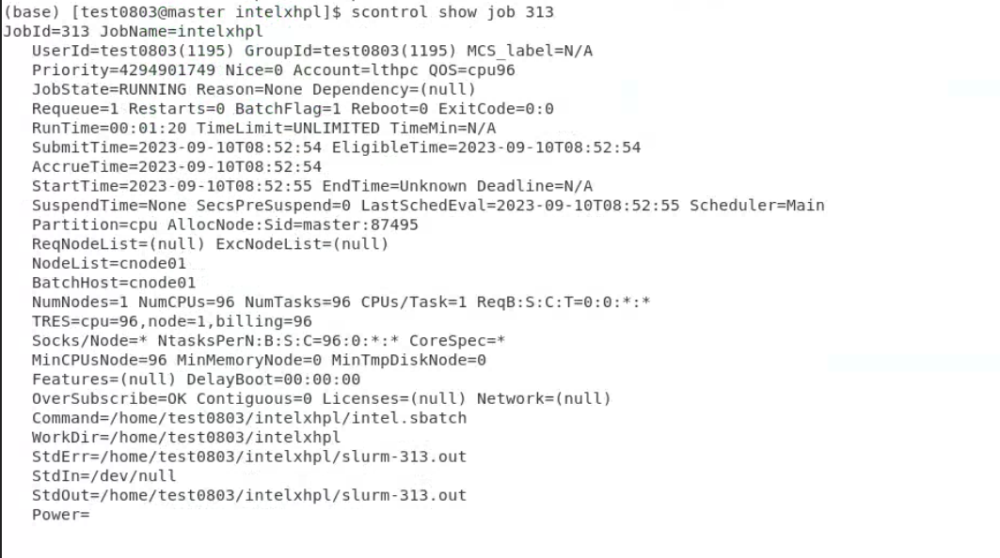 (base) [test0803@master intelxhpl]$ scontrol show job 313
JobId=313 JobName=intelxhpl
UserId=test0803(1195) GroupId=test0803(1195) MCS_label=N/A
Priority=4294901749 Nice=0 Account=lthpc QOS=cpu96
JobState=RUNNING Reason=None Dependency=(null)
Requeue=1 Restarts=0 BatchFlag=1 Reboot=0 ExitCode=0:0
RunTime=00:01:20 TimeLimit=UNLIMITED TimeMin=N/A
SubmitTime=2023-09-10T08:52:54 EligibleTime=2023-09-10T08:52:54
AccrueTime=2023-09-10T08:52:54
StartTime=2023-09-10T08:52:55 EndTime=Unknown Deadline=N/A
SuspendTime=None SecsPreSuspend=0 LastSchedEval=2023-09-10T08:52:55 Scheduler=Main
Partition=cpu AllocNode:Sid=master:87495
ReqNodeList=(null) ExcNodeList=(null)
NodeList=cnode01
BatchHost=cnode01
NumNodes=1 NumCPUs=96 NumTasks=96 CPUs/Task=1 ReqB:S:C:T=0:0:*:*
TRES=cpu=96,node=1,billing=96
Socks/Node=* NtasksPerN:B:S:C=96:0:*:* CoreSpec=*
MinCPUsNode=96 MinMemoryNode=0 MinTmpDiskNode=0
Features=(null) DelayBoot=00:00:00
OverSubscribe=OK Contiguous=0 Licenses=(null) Network=(null)
Command=/home/test0803/intelxhpl/intel.sbatch
WorkDir=/home/test0803/intelxhpl
StdErr=/home/test0803/intelxhpl/slurm-313.out
StdIn=/dev/null
StdOut=/home/test0803/intelxhpl/slurm-313.out
Power=